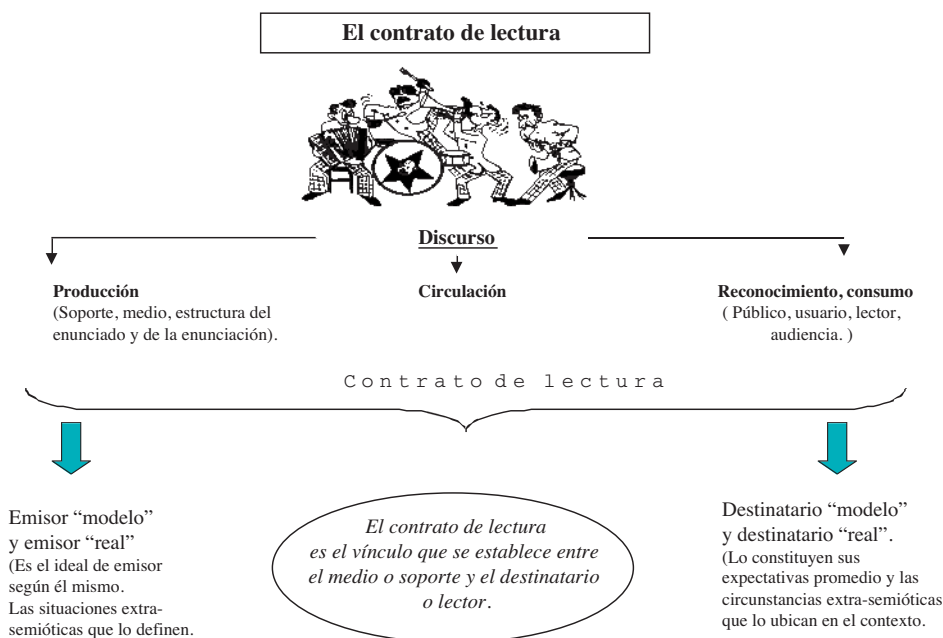 El contrato de lectura
Discurso
Producción
(Soporte, medio, estructura del
enunciado y de la enunciación).
Circulación
Reconocimiento, consumo
( Público, usuario, lector,
audiencia. )
Contrato de lectura
Emisor “modelo”
y emisor “real”
(Es el ideal de emisor
según él mismo.
Las situaciones extra-
semióticas que lo definen.
El contrato de lectura
es el vínculo que se establece entre
el medio o soporte y el destinatario
o lector.
Destinatario “modelo”
y destinatario “real”.
(Lo constituyen sus
expectativas promedio y las
circunstancias extra-semióticas
que lo ubican en el contexto.